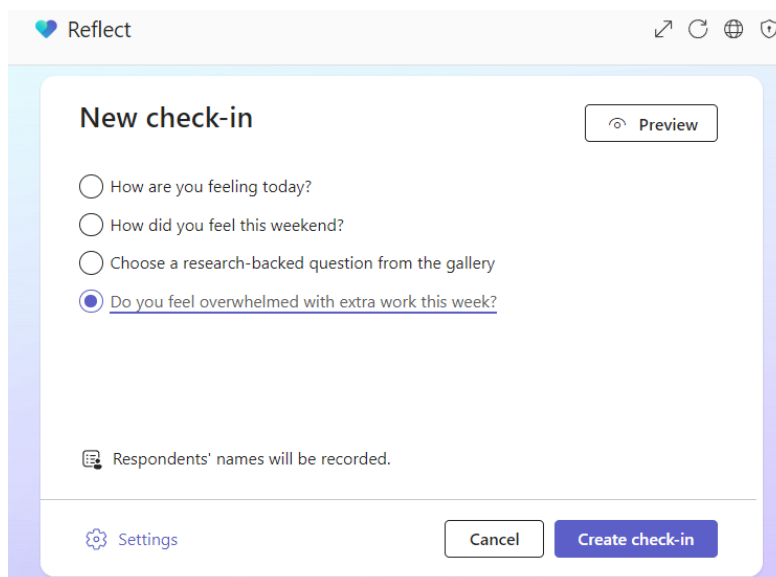 Reflect
New check-in
Preview
How are you feeling today?
How did you feel this weekend?
Choose a research-backed question from the gallery
Do you feel overwhelmed with extra work this week?
Respondents' names will be recorded.
Settings
Cancel
Create check-in